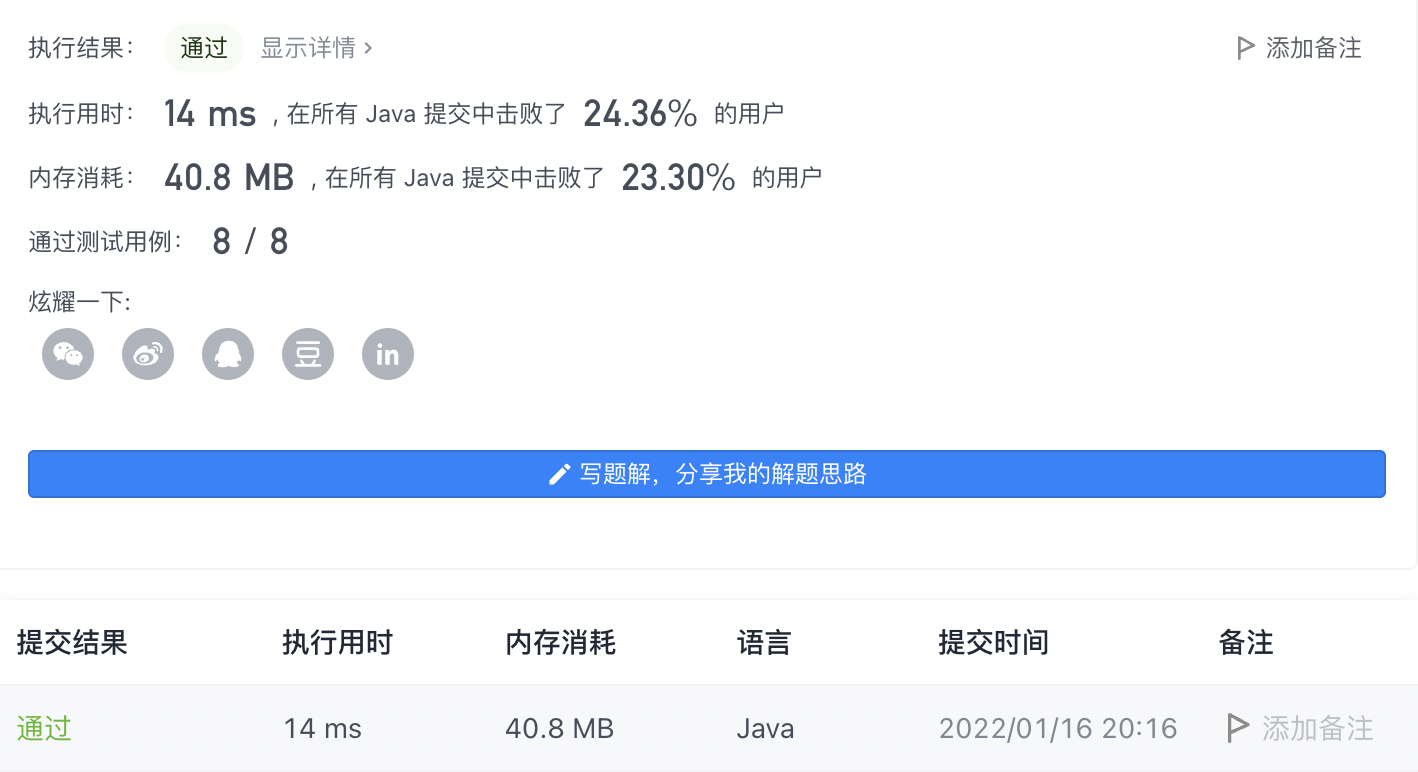 执行结果： 通过 显示详情 › 添加备注
执行用时： 14 ms , 在所有 Java 提交中击败了 24.36% 的用户
内存消耗： 40.8 MB , 在所有 Java 提交中击败了 23.30% 的用户
通过测试用例： 8 / 8
炫耀一下:
豆 in
写题解，分享我的解题思路
提交结果 执行用时 内存消耗 语言 提交时间 备注
通过 14 ms 40.8 MB Java 2022/01/16 20:16 添加备注